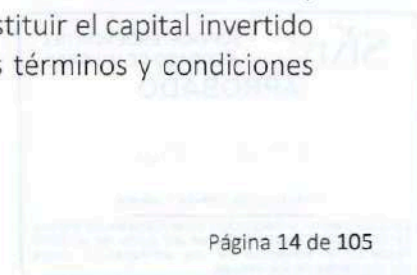 stituir el capital invertido
s términos y condiciones
Página 14 de 105